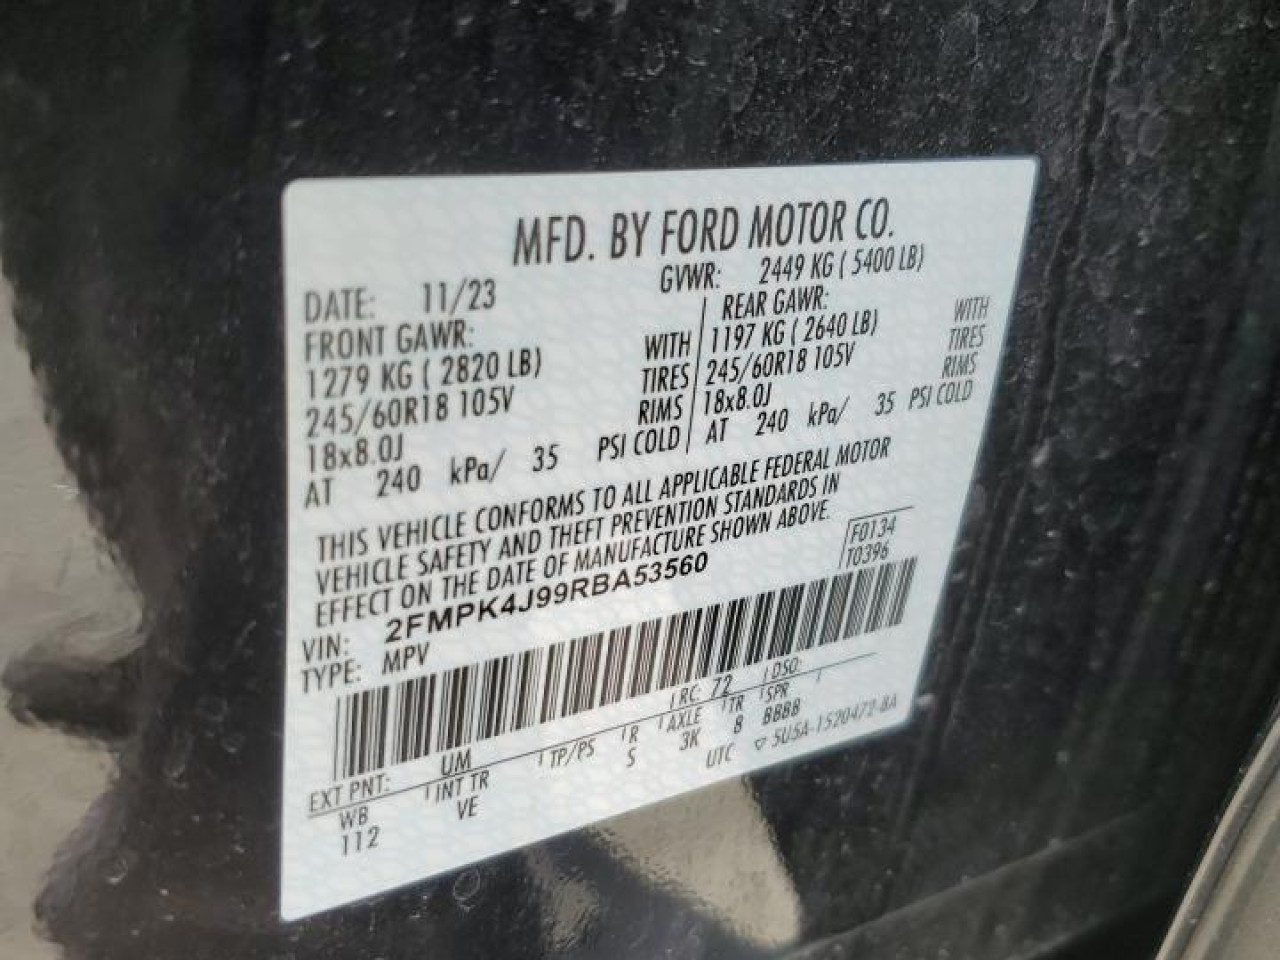 MFD. BY FORD MOTOR CO.
DATE: 11/23 GVWR: 2449 KG ( 5400 LB)
FRONT GAWR: REAR GAWR:
1279 KG ( 2820 LB) WITH 1197 KG ( 2640 LB) WITH
245/60R18 105V TIRES 245/60R18 105V TIRES
18x8.0J RIMS 18x8.0J RIMS
AT 240 kPa/ 35 PSI COLD AT 240 kPa/ 35 PSI COLD
THIS VEHICLE CONFORMS TO ALL APPLICABLE FEDERAL MOTOR
VEHICLE SAFETY AND THEFT PREVENTION STANDARDS IN
EFFECT ON THE DATE OF MANUFACTURE SHOWN ABOVE.
F0134
VIN: 2FMPK4J99RBA53560 T0396
TYPE: MPV
EXT PNT: UM RC: 72 DSO:
WB INT TR TP/PS R AXLE TR SPR
112 VE S 3K 8 BBBB
UTC ▽ 5U5A-1520472-BA